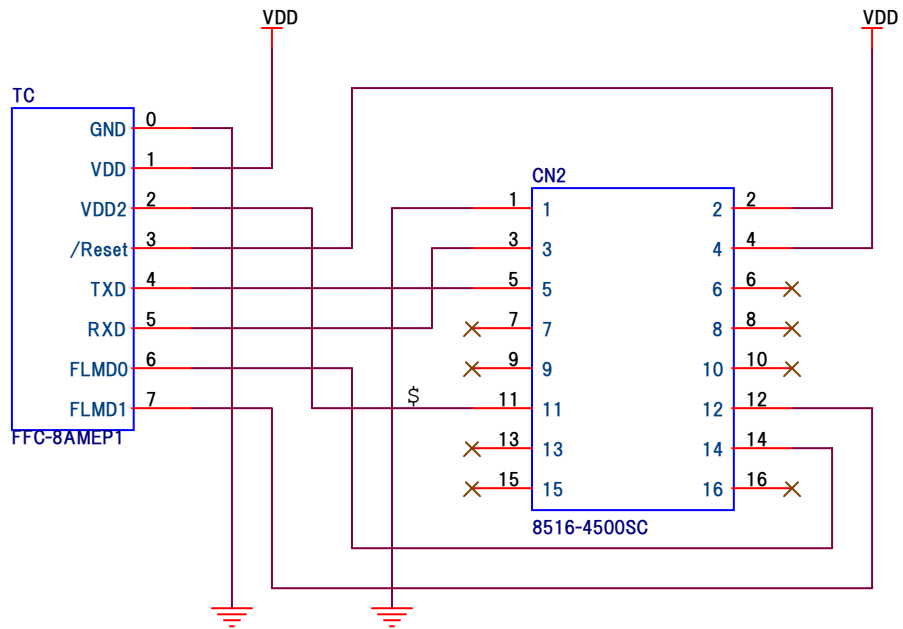 VDD
VDD
TC
GND 0
VDD 1
VDD2 2
/Reset 3
TXD 4
RXD 5
FLMD0 6
FLMD1 7
FFC-8AMEP1
$
CN2
1 1 2 2
3 3 4 4
5 5 6 6
7 7 8 8
9 9 10 10
11 11 12 12
13 13 14 14
15 15 16 16
8516-4500SC